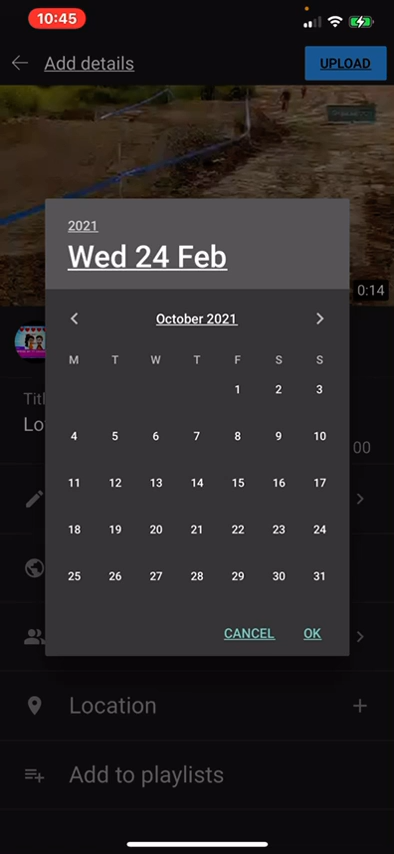 10:45
Add details
UPLOAD
2021
Wed 24 Feb
0:14
October 2021
M T W T F S S
1 2 3
Lo
00
4 5 6 7 8 9 10
11 12 13 14 15 16 17
18 19 20 21 22 23 24
25 26 27 28 29 30 31
CANCEL OK
Location
Add to playlists